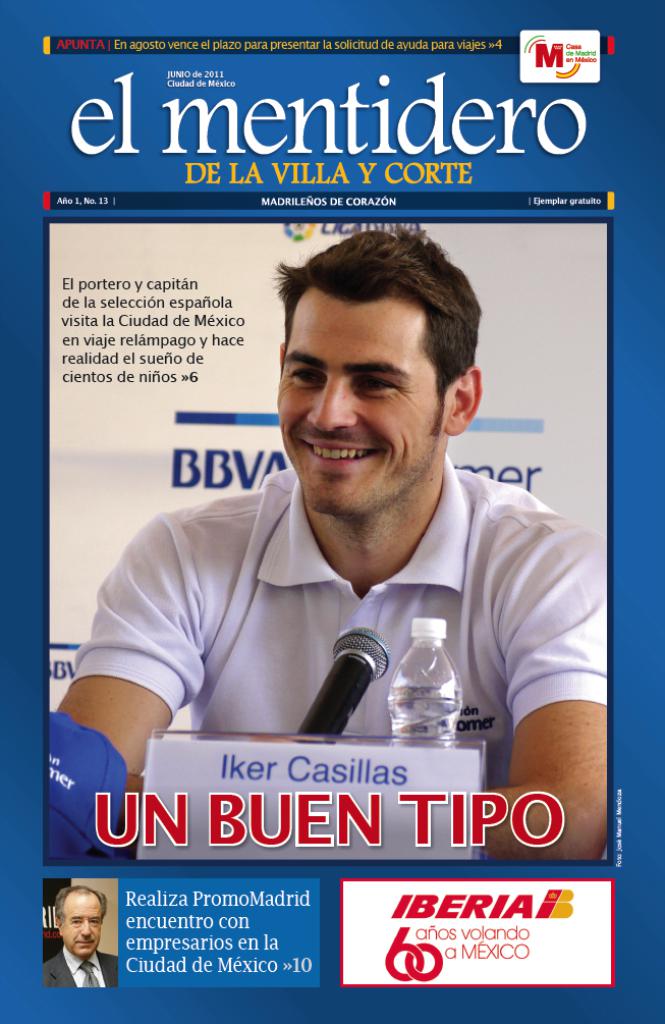 APUNTA | En agosto vence el plazo para presentar la solicitud de ayuda para viajes »4
M Casa de Madrid en México
JUNIO de 2011
Ciudad de México
el mentidero
DE LA VILLA Y CORTE
Año 1, No. 13 | MADRILEÑOS DE CORAZÓN | Ejemplar gratuito
El portero y capitán
de la selección española
visita la Ciudad de México
en viaje relámpago y hace
realidad el sueño de
cientos de niños »6
BBVA mer
BBV
omer
Iker Casillas
UN BUEN TIPO
Foto: José Manuel Mendoza
Realiza PromoMadrid
encuentro con
empresarios en la
Ciudad de México »10
IBERIA
60 años volando
a MÉXICO